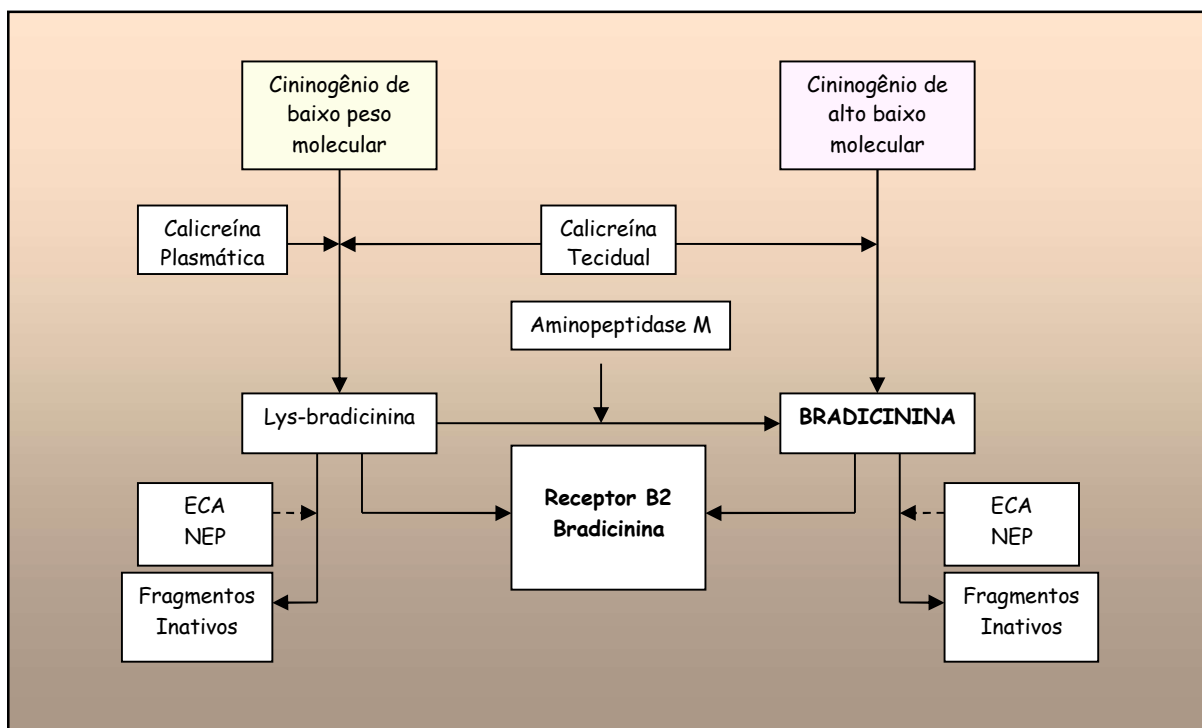 Cininogênio de
baixo peso
molecular
Cininogênio de
alto baixo
molecular
Calicreína
Plasmática
Calicreína
Tecidual
Aminopeptidase M
Lys-bradicinina
BRADICININA
Receptor B2
Bradicinina
ECA
NEP
ECA
NEP
Fragmentos
Inativos
Fragmentos
Inativos